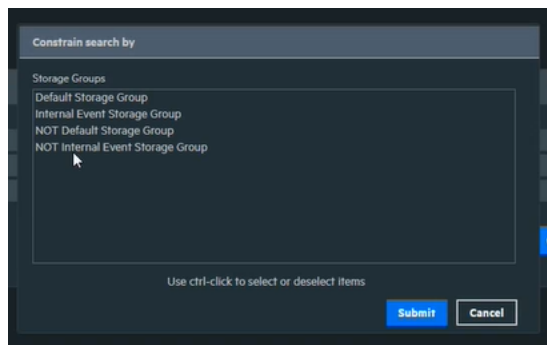 Constrain search by
Storage Groups
Default Storage Group
Internal Event Storage Group
NOT Default Storage Group
NOT Internal Event Storage Group
Use ctrl-click to select or deselect items
Submit
Cancel